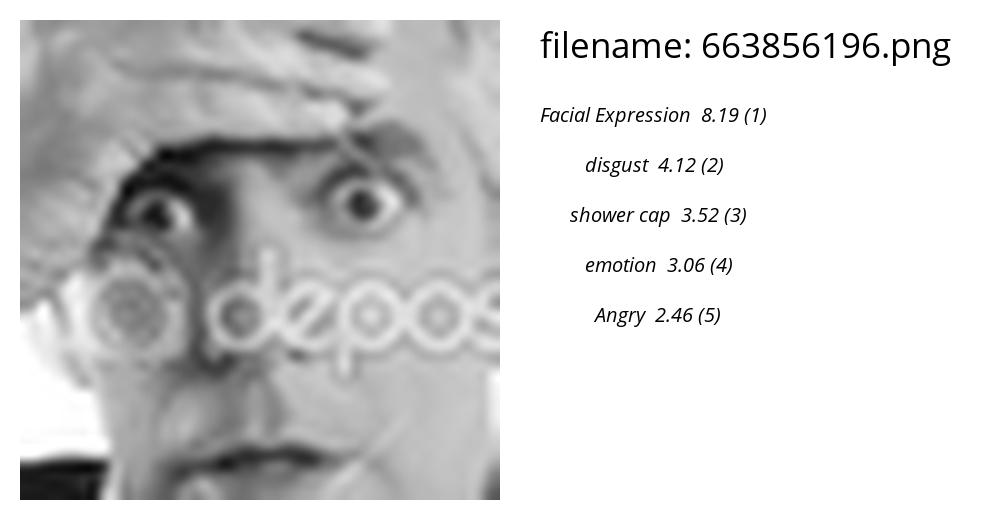 filename: 663856196.png
Facial Expression 8.19 (1)
disgust 4.12 (2)
shower cap 3.52 (3)
emotion 3.06 (4)
Angry 2.46 (5)
depos